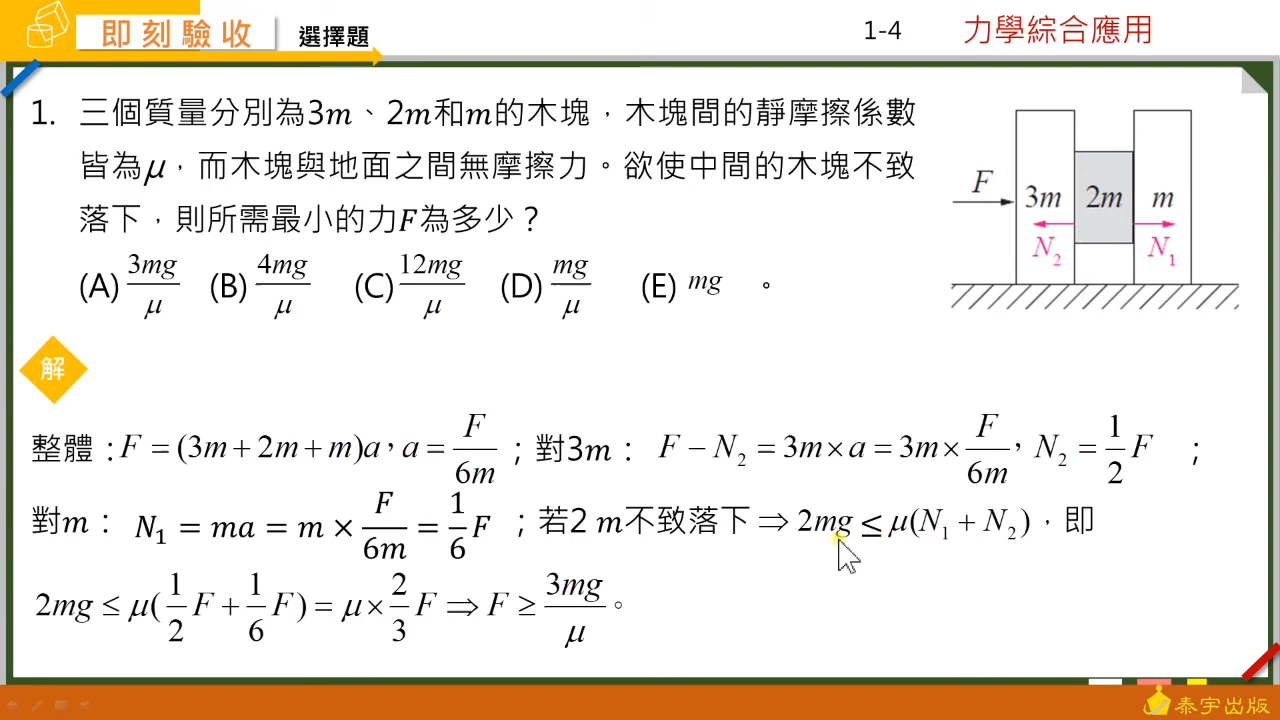 即刻驗收 選擇題 1-4 力學綜合應用
1. 三個質量分別為3m、2m和m的木塊，木塊間的靜摩擦係數
皆為μ，而木塊與地面之間無摩擦力。欲使中間的木塊不致
落下，則所需最小的力F為多少？
(A) 3mg/μ (B) 4mg/μ (C) 12mg/μ (D) mg/μ (E) mg 。
F 3m 2m m
N₂ N₁
解
整體：F = (3m + 2m + m)a，a = F/6m ；對3m： F − N₂ = 3m × a = 3m × F/6m，N₂ = 1/2 F ；
對m： N₁ = ma = m × F/6m = 1/6 F ；若2 m不致落下 ⇒ 2mg ≤ μ(N₁ + N₂)，即
2mg ≤ μ(1/2 F + 1/6 F) = μ × 2/3 F ⇒ F ≥ 3mg/μ。
泰宇出版